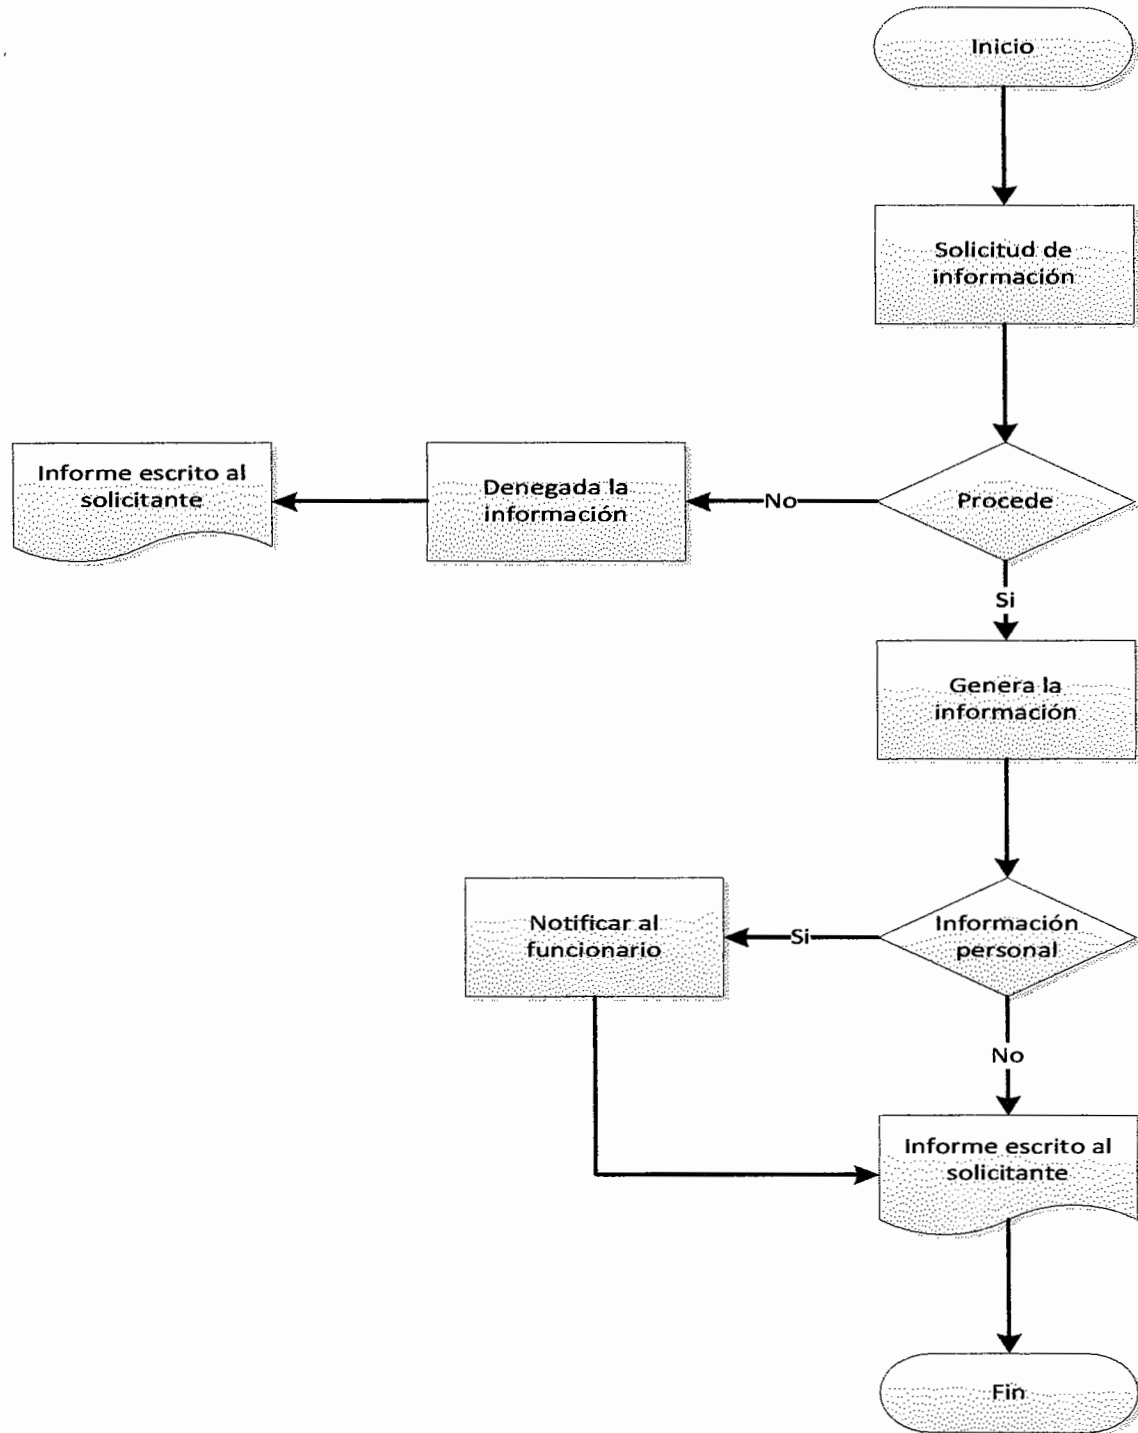 Inicio
Solicitud de
información
Procede
No
Denegada la
información
Informe escrito al
solicitante
Si
Genera la
información
Información
personal
Si
Notificar al
funcionario
No
Informe escrito al
solicitante
Fin